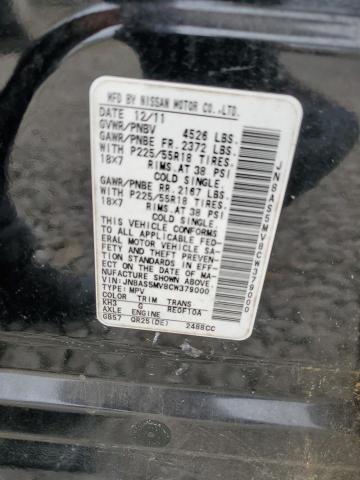 MFD BY NISSAN MOTOR CO.,LTD.
DATE 12/11
GVWR/PNBV 4526 LBS.
GAWR/PNBE FR. 2372 LBS.
WITH P225/55R18 TIRES.
18X7 RIMS.AT 38 PSI
COLD SINGLE.
GAWR/PNBE RR. 2167 LBS.
WITH P225/55R18 TIRES.
18X7 RIMS.AT 38 PSI
COLD SINGLE.
THIS VEHICLE CONFORMS
TO ALL APPLICABLE FED-
ERAL MOTOR VEHICLE SA-
FETY AND THEFT PREV-
ENTION STANDARDS IN EFF-
ECT ON THE DATE OF MA-
NUFACTURE SHOWN ABOVE.
VIN: JN8AS5MV8CW379000
TYPE: MPV
COLOR TRIM TRANS
KH3 G RE0F10A
AXLE ENGINE
GB57 QR25(DE) 2488CC
JN8AS5MV8CW379000